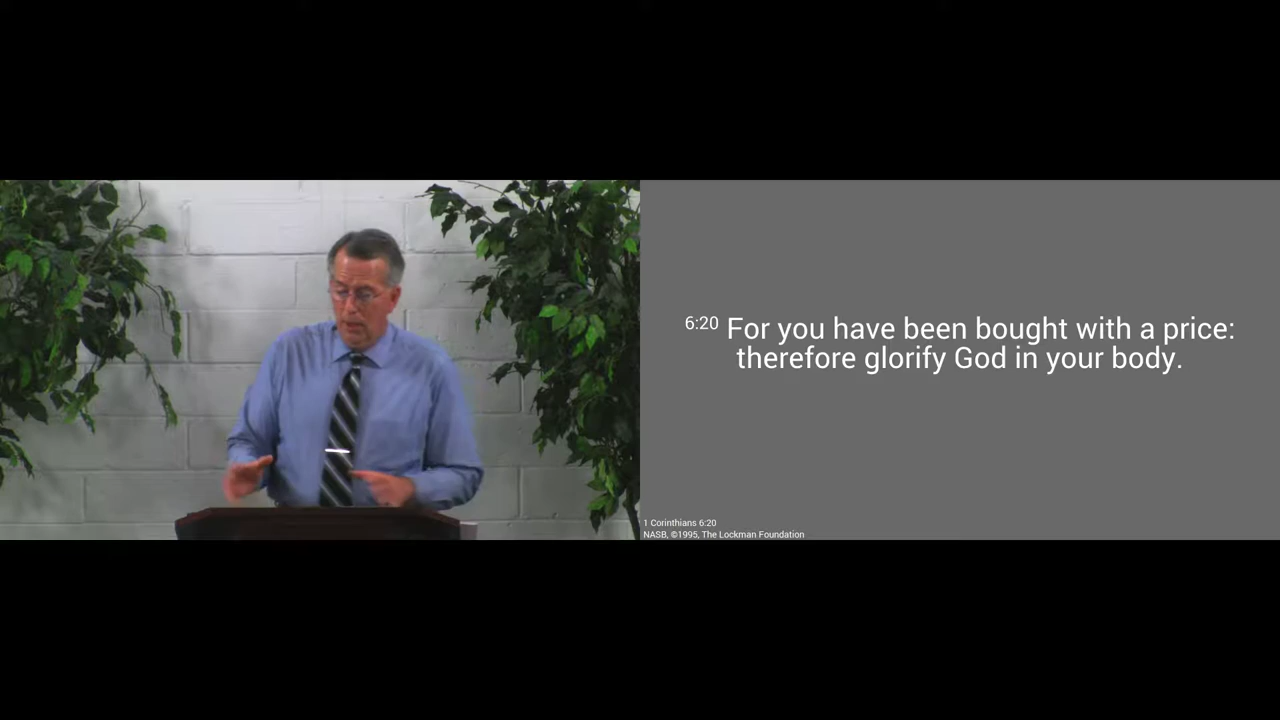 6:20 For you have been bought with a price:
therefore glorify God in your body.
1 Corinthians 6:20
NASB, ©1995, The Lockman Foundation